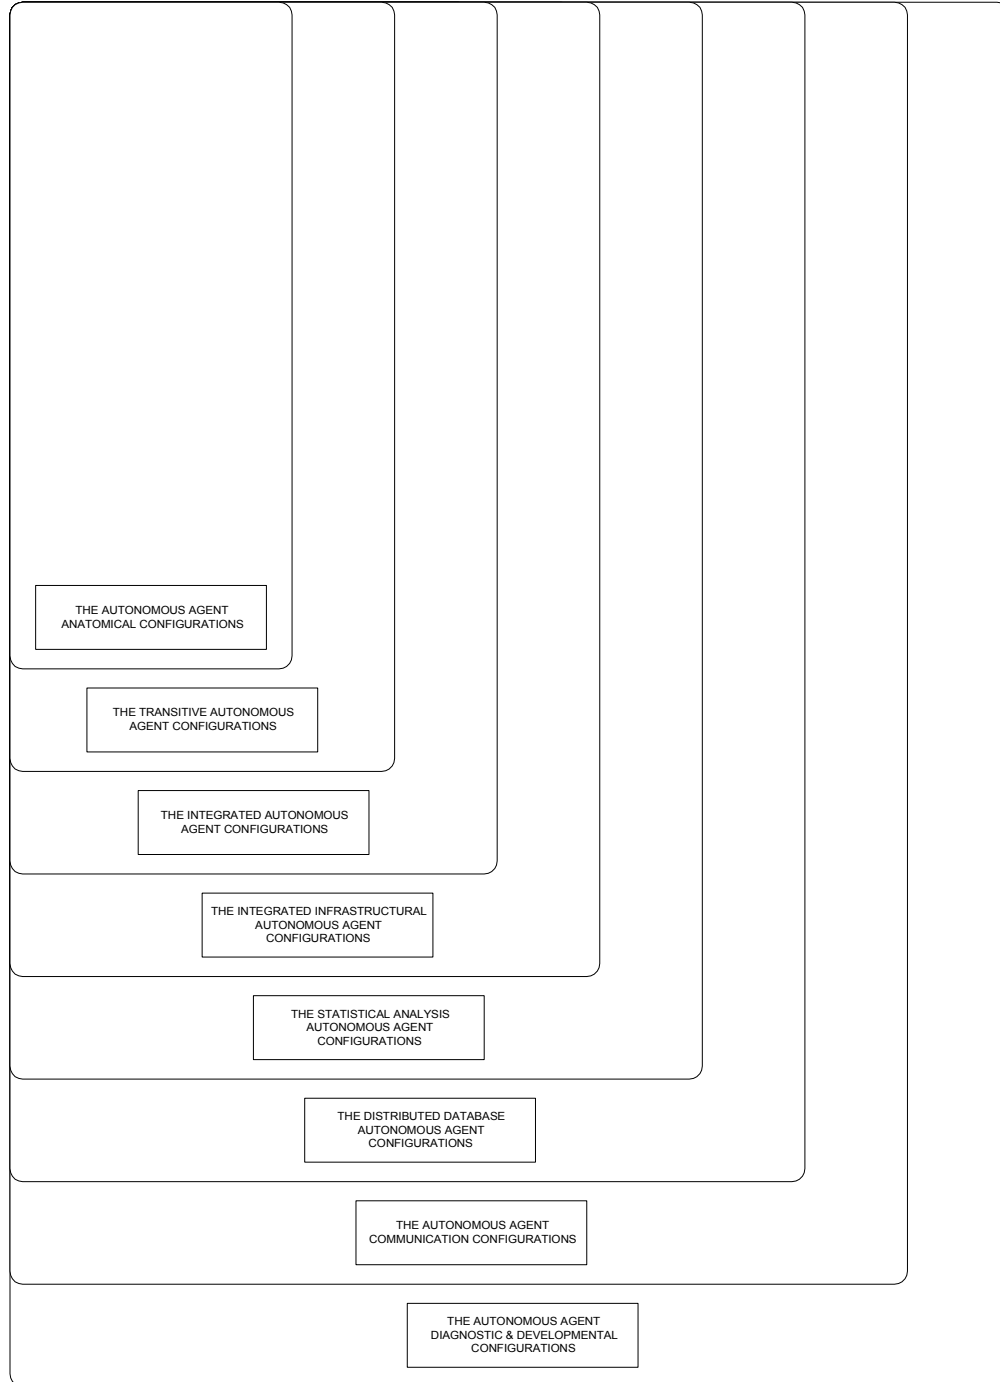 THE AUTONOMOUS AGENT
ANATOMICAL CONFIGURATIONS
THE TRANSITIVE AUTONOMOUS
AGENT CONFIGURATIONS
THE INTEGRATED AUTONOMOUS
AGENT CONFIGURATIONS
THE INTEGRATED INFRASTRUCTURAL
AUTONOMOUS AGENT
CONFIGURATIONS
THE STATISTICAL ANALYSIS
AUTONOMOUS AGENT
CONFIGURATIONS
THE DISTRIBUTED DATABASE
AUTONOMOUS AGENT
CONFIGURATIONS
THE AUTONOMOUS AGENT
COMMUNICATION CONFIGURATIONS
THE AUTONOMOUS AGENT
DIAGNOSTIC & DEVELOPMENTAL
CONFIGURATIONS